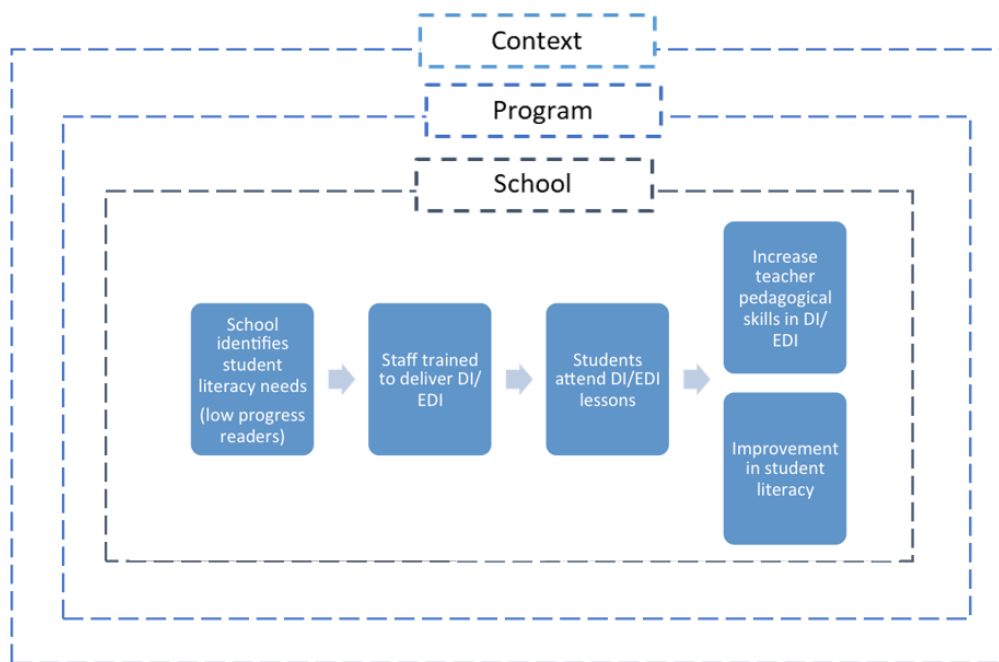 Context
Program
School
School
identifies
student
literacy needs
(low progress
readers)
Staff trained
to deliver DI/
EDI
Students
attend DI/EDI
lessons
Increase
teacher
pedagogical
skills in DI/
EDI
Improvement
in student
literacy